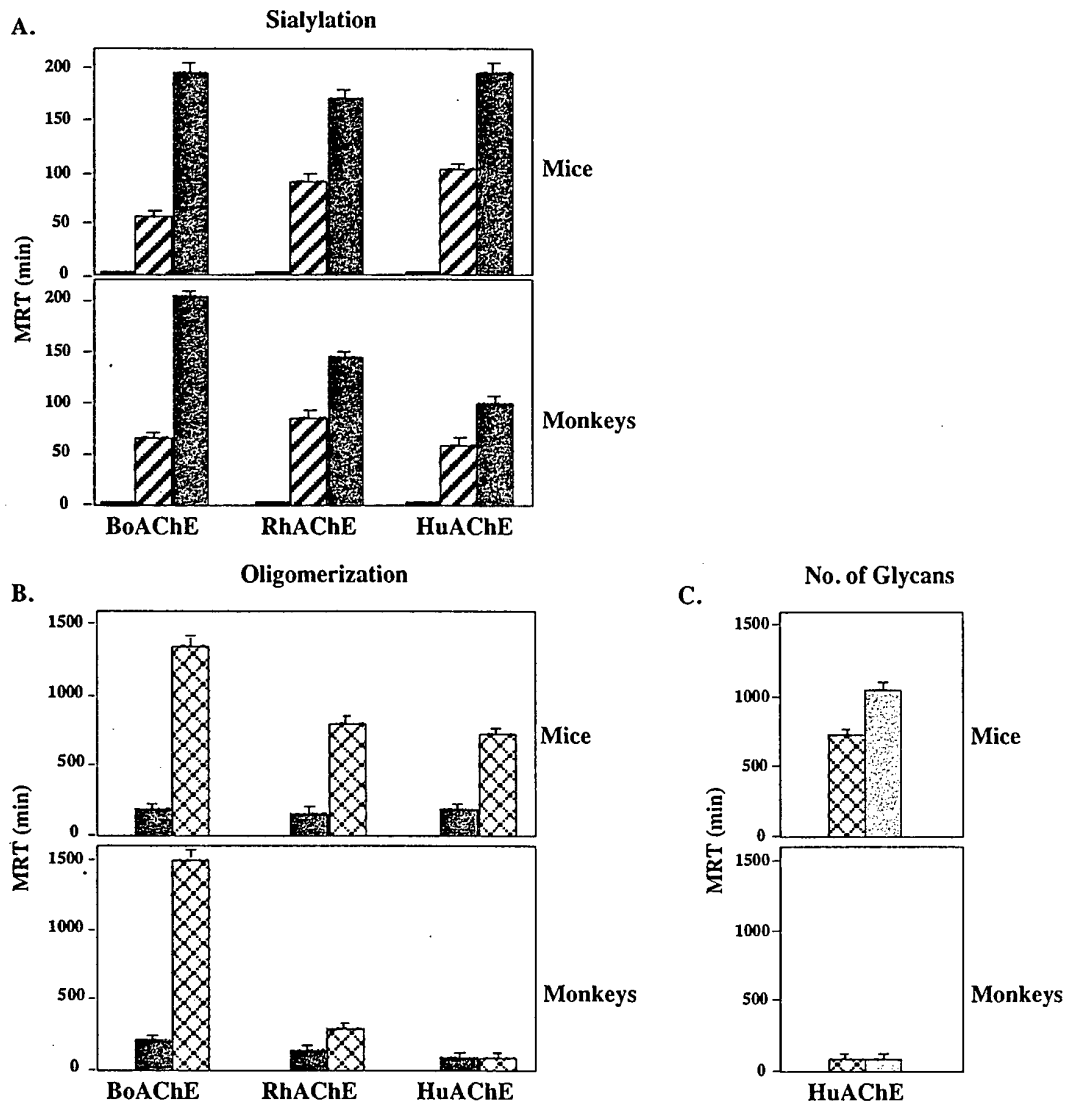 A.
Sialylation
MRT (min)
200
150
100
50
0
Mice
200
150
100
50
0
Monkeys
BoAChE RhAChE HuAChE
B.
Oligomerization
MRT (min)
1500
1000
500
0
Mice
1500
1000
500
0
Monkeys
BoAChE RhAChE HuAChE
C.
No. of Glycans
MRT (min)
1500
1000
500
0
Mice
1500
1000
500
0
Monkeys
HuAChE